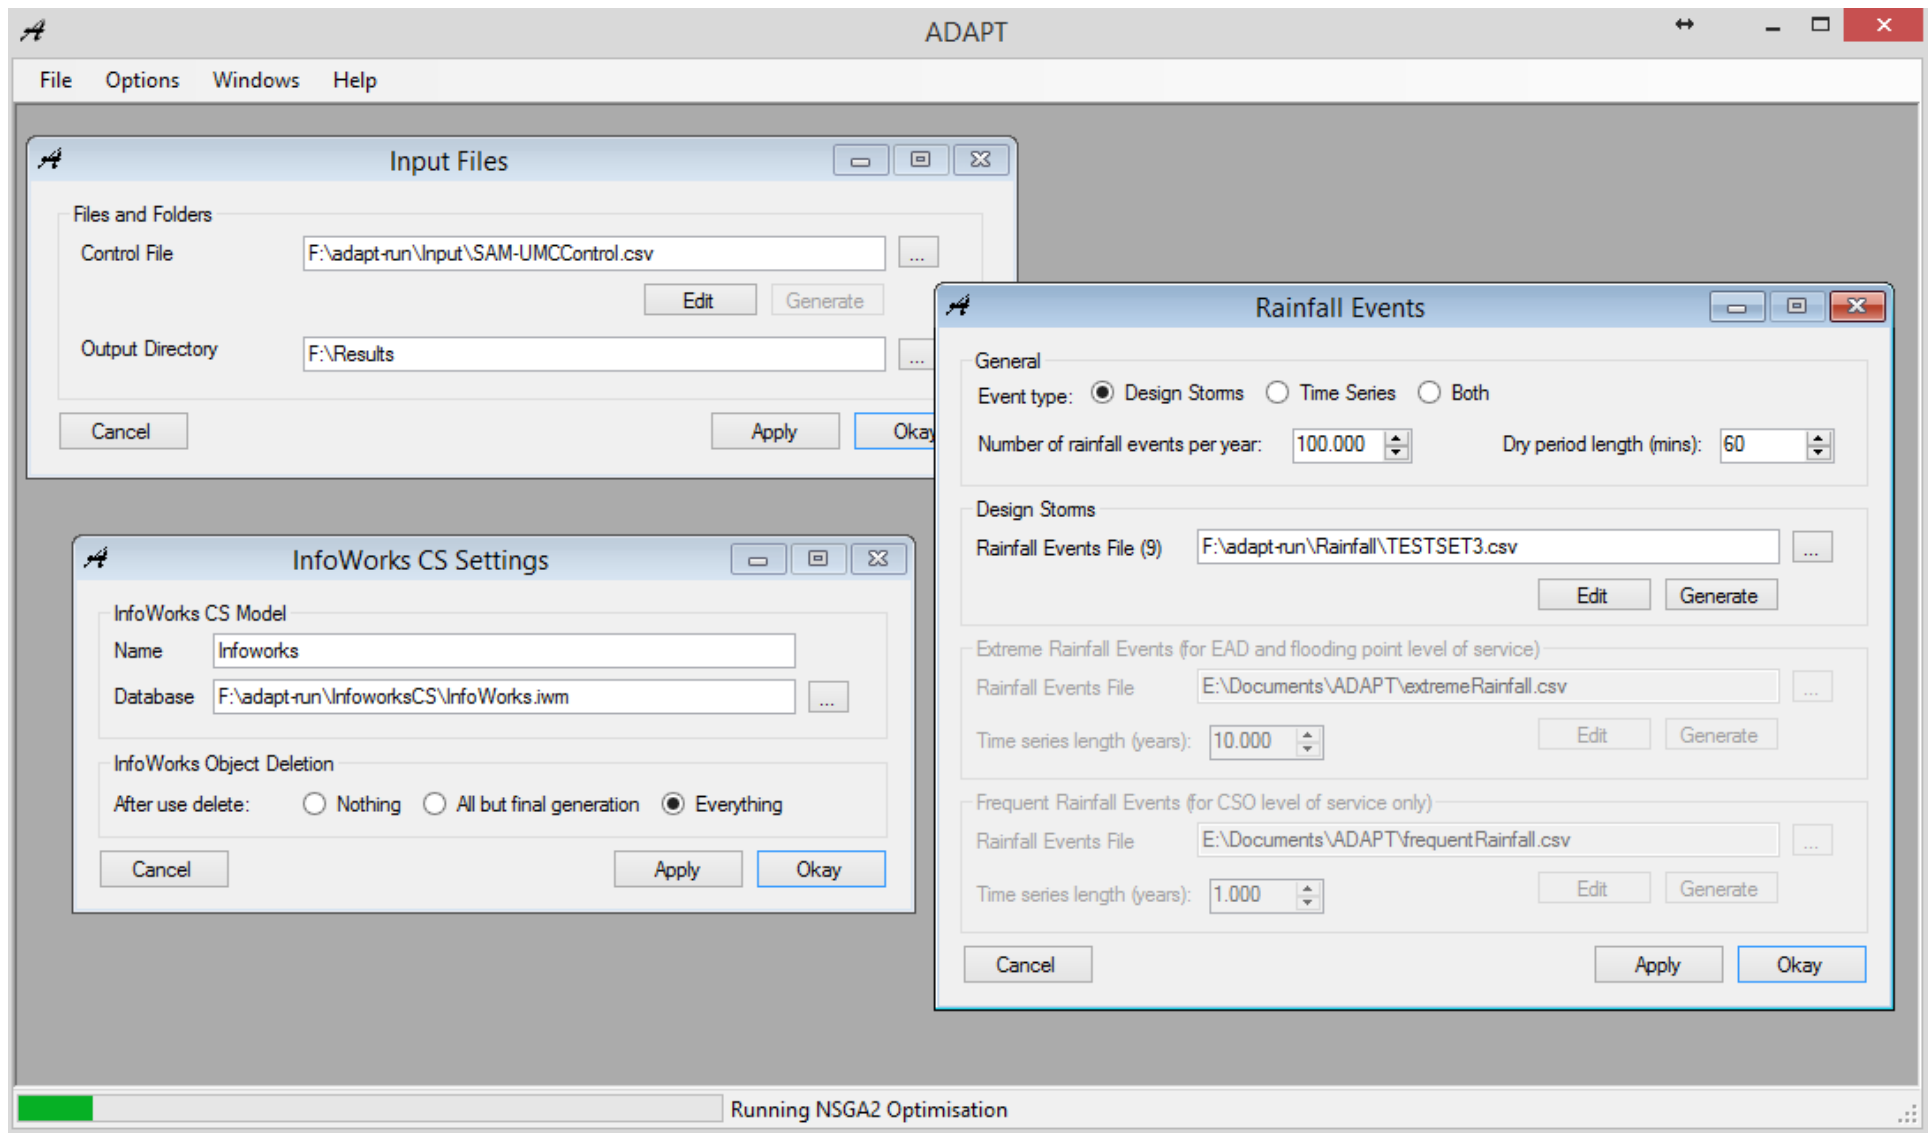 ADAPT
File Options Windows Help
Input Files
Files and Folders
Control File F:\adapt-run\Input\SAM-UMCControl.csv ...
Edit Generate
Output Directory F:\Results ...
Cancel Apply Okay
InfoWorks CS Settings
InfoWorks CS Model
Name Infoworks
Database F:\adapt-run\InfoworksCS\InfoWorks.iwm ...
InfoWorks Object Deletion
After use delete: Nothing All but final generation Everything
Cancel Apply Okay
Rainfall Events
General
Event type: Design Storms Time Series Both
Number of rainfall events per year: 100.000 Dry period length (mins): 60
Design Storms
Rainfall Events File (9) F:\adapt-run\Rainfall\TESTSET3.csv ...
Edit Generate
Extreme Rainfall Events (for EAD and flooding point level of service)
Rainfall Events File E:\Documents\ADAPT\extremeRainfall.csv ...
Time series length (years): 10.000 Edit Generate
Frequent Rainfall Events (for CSO level of service only)
Rainfall Events File E:\Documents\ADAPT\frequentRainfall.csv ...
Time series length (years): 1.000 Edit Generate
Cancel Apply Okay
Running NSGA2 Optimisation